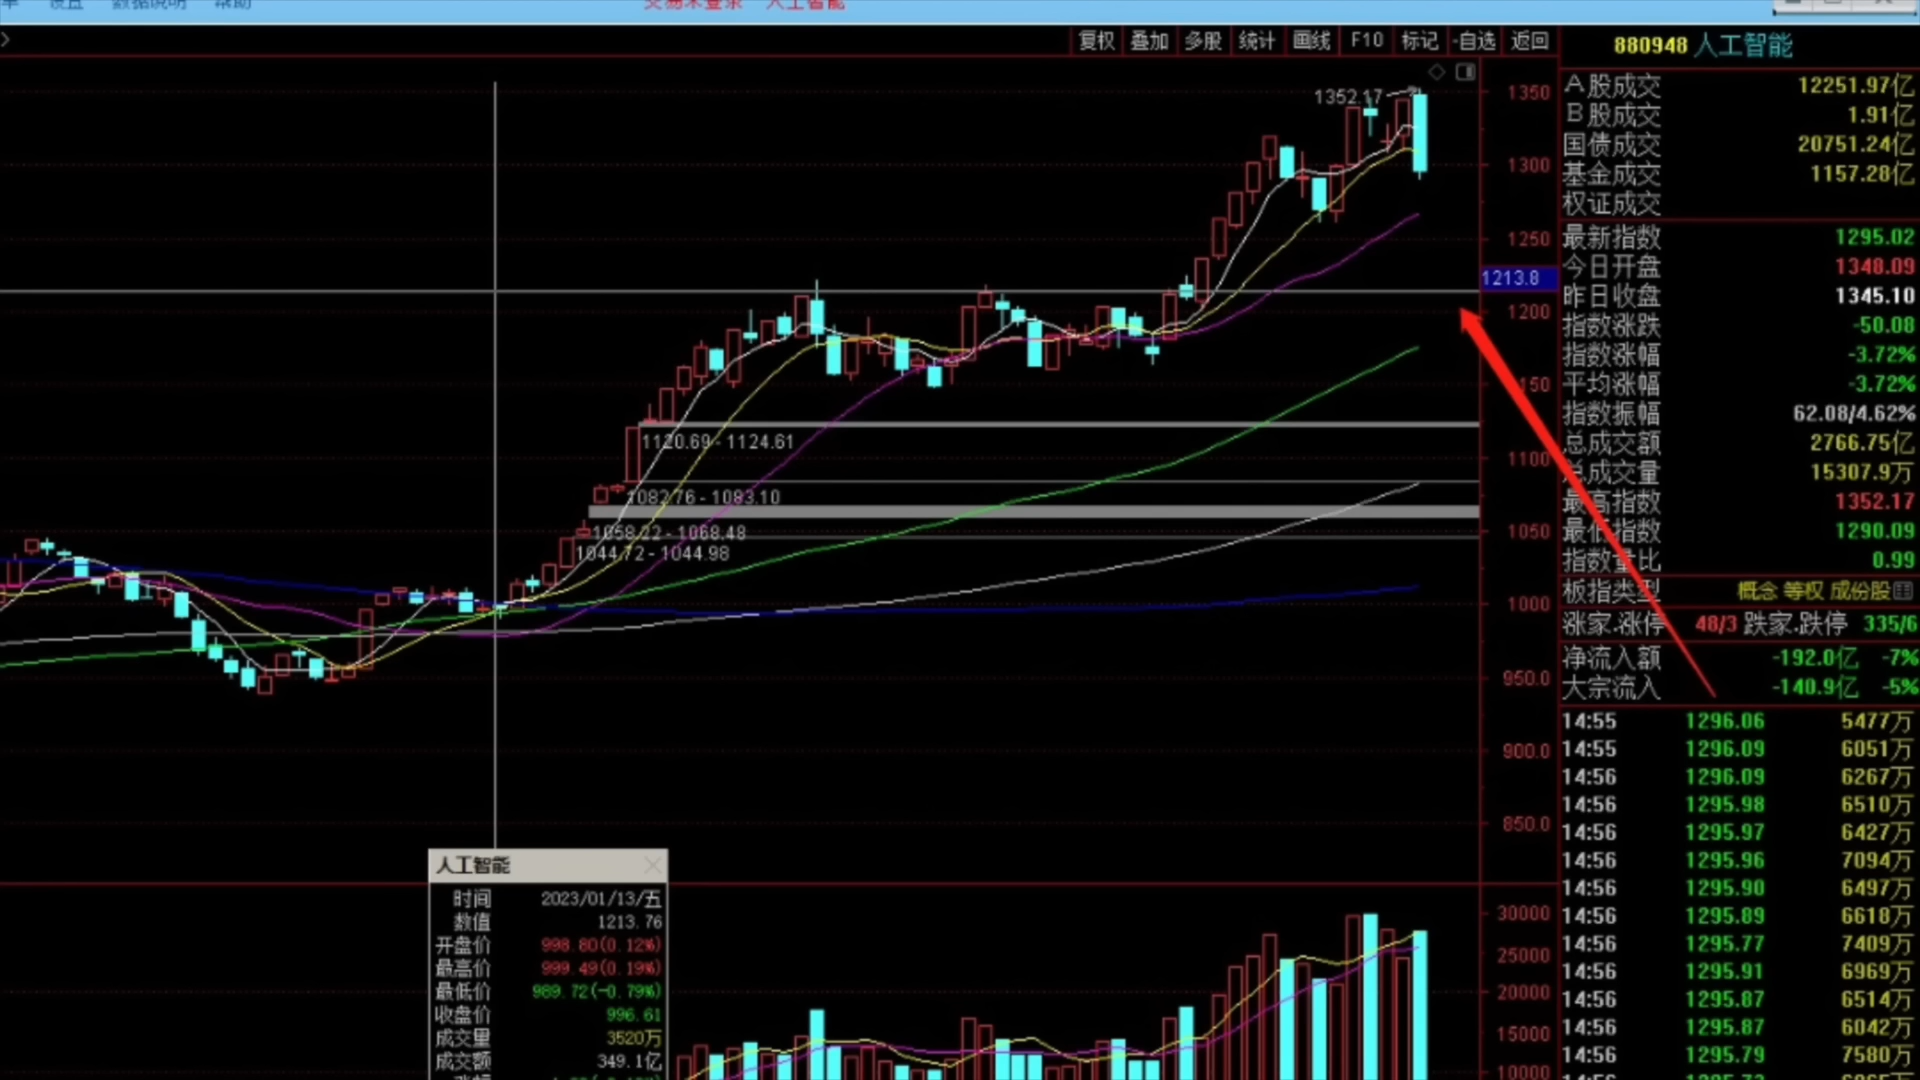 设置 数据说明 帮助 交易未登录 人工智能
复权 叠加 多股 统计 画线 F10 标记 -自选 返回
880948 人工智能
1352.17
1350
1300
1250
1213.8
1200
150
1100
1050
1000
950.0
900.0
850.0
1120.69 - 1124.61
1082.76 - 1083.10
1058.22 - 1068.48
1044.72 - 1044.98
A股成交 12251.97亿
B股成交 1.91亿
国债成交 20751.24亿
基金成交 1157.28亿
权证成交
最新指数 1295.02
今日开盘 1348.09
昨日收盘 1345.10
指数涨跌 -50.08
指数涨幅 -3.72%
平均涨幅 -3.72%
指数振幅 62.08/4.62%
总成交额 2766.75亿
总成交量 15307.9万
最高指数 1352.17
最低指数 1290.09
指数量比 0.99
板指类型 概念 等权 成份股
涨家.涨停 48/3 跌家.跌停 335/6
净流入额 -192.0亿 -7%
大宗流入 -140.9亿 -5%
14:55 1296.06 5477万
14:55 1296.09 6051万
14:56 1296.09 6267万
14:56 1295.98 6510万
14:56 1295.97 6427万
14:56 1295.96 7094万
14:56 1295.90 6497万
14:56 1295.89 6618万
14:56 1295.77 7409万
14:56 1295.91 6969万
14:56 1295.87 6514万
14:56 1295.87 6042万
14:56 1295.79 7580万
人工智能
时间 2023/01/13/五
数值 1213.76
开盘价 998.80(0.12%)
最高价 999.49(0.19%)
最低价 989.72(-0.79%)
收盘价 996.61
成交量 3520万
成交额 349.1亿
30000
25000
20000
15000
10000